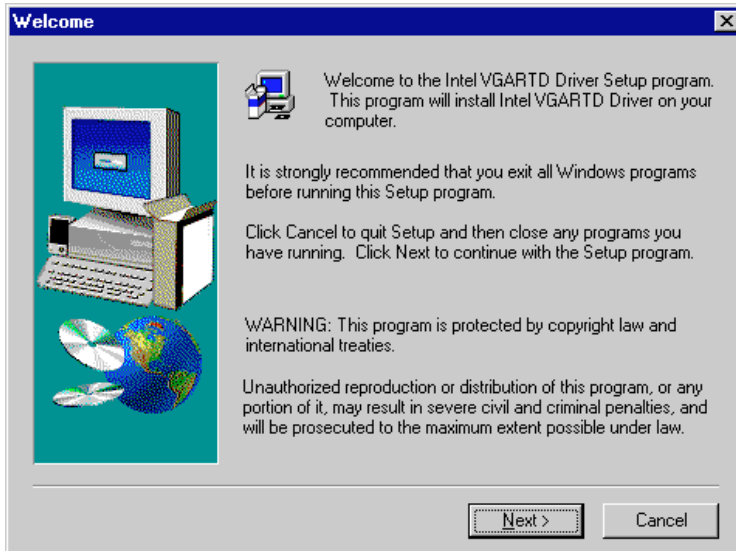 Welcome
Welcome to the Intel VGARTD Driver Setup program.
This program will install Intel VGARTD Driver on your
computer.
It is strongly recommended that you exit all Windows programs
before running this Setup program.
Click Cancel to quit Setup and then close any programs you
have running. Click Next to continue with the Setup program.
WARNING: This program is protected by copyright law and
international treaties.
Unauthorized reproduction or distribution of this program, or any
portion of it, may result in severe civil and criminal penalties, and
will be prosecuted to the maximum extent possible under law.
Next >
Cancel